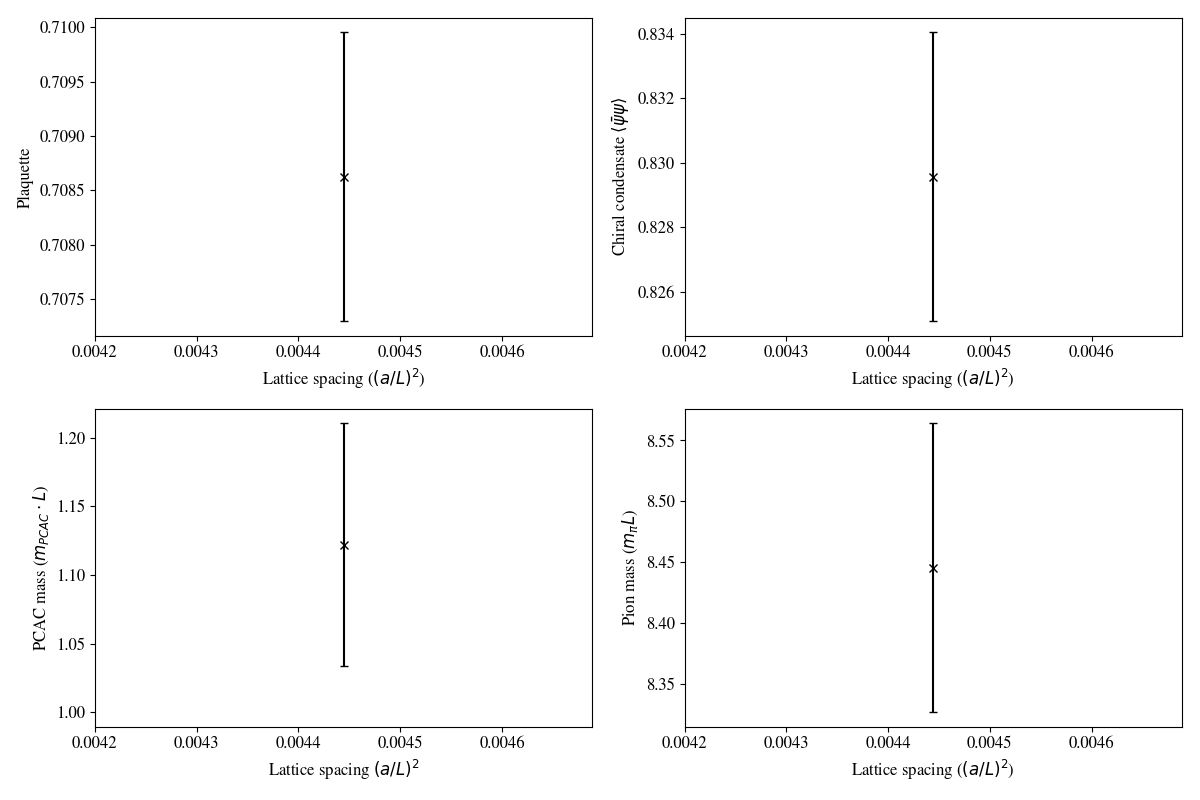 0.7100
0.7095
0.7090
0.7085
0.7080
0.7075
Plaquette
0.0042 0.0043 0.0044 0.0045 0.0046
Lattice spacing ((a/L)²)
0.834
0.832
0.830
0.828
0.826
Chiral condensate ⟨ψ̄ψ⟩
0.0042 0.0043 0.0044 0.0045 0.0046
Lattice spacing ((a/L)²)
1.20
1.15
1.10
1.05
1.00
PCAC mass (m_PCAC · L)
0.0042 0.0043 0.0044 0.0045 0.0046
Lattice spacing (a/L)²
8.55
8.50
8.45
8.40
8.35
Pion mass (m_πL)
0.0042 0.0043 0.0044 0.0045 0.0046
Lattice spacing ((a/L)²)